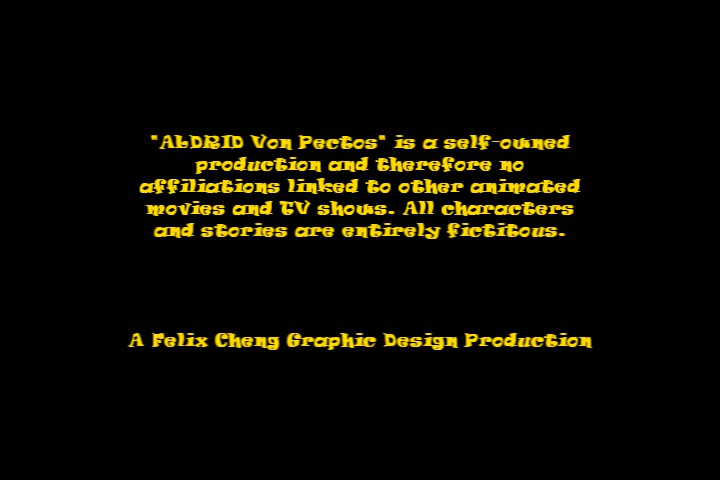 "ALDRID Von Pectos" is a self-owned
production and therefore no
affiliations linked to other animated
movies and TV shows. All characters
and stories are entirely fictitous.
A Felix Cheng Graphic Design Production